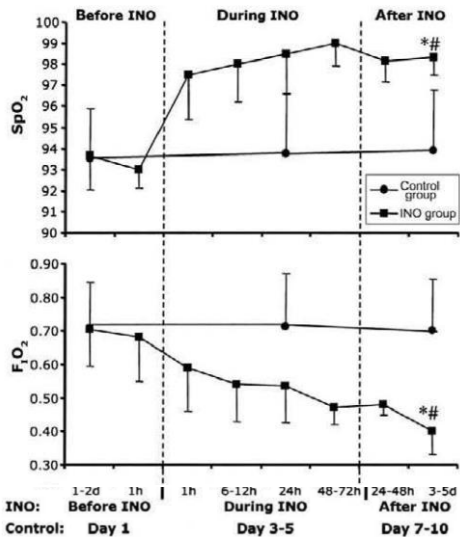 Before INO During INO After INO
SpO2
100
99
98
97
96
95
94
93
92
91
90
*#
Control group
INO group
FIO2
0.90
0.80
0.70
0.60
0.50
0.40
0.30
*#
1-2d 1h 1h 6-12h 24h 48-72h 24-48h 3-5d
INO: Before INO During INO After INO
Control: Day 1 Day 3-5 Day 7-10